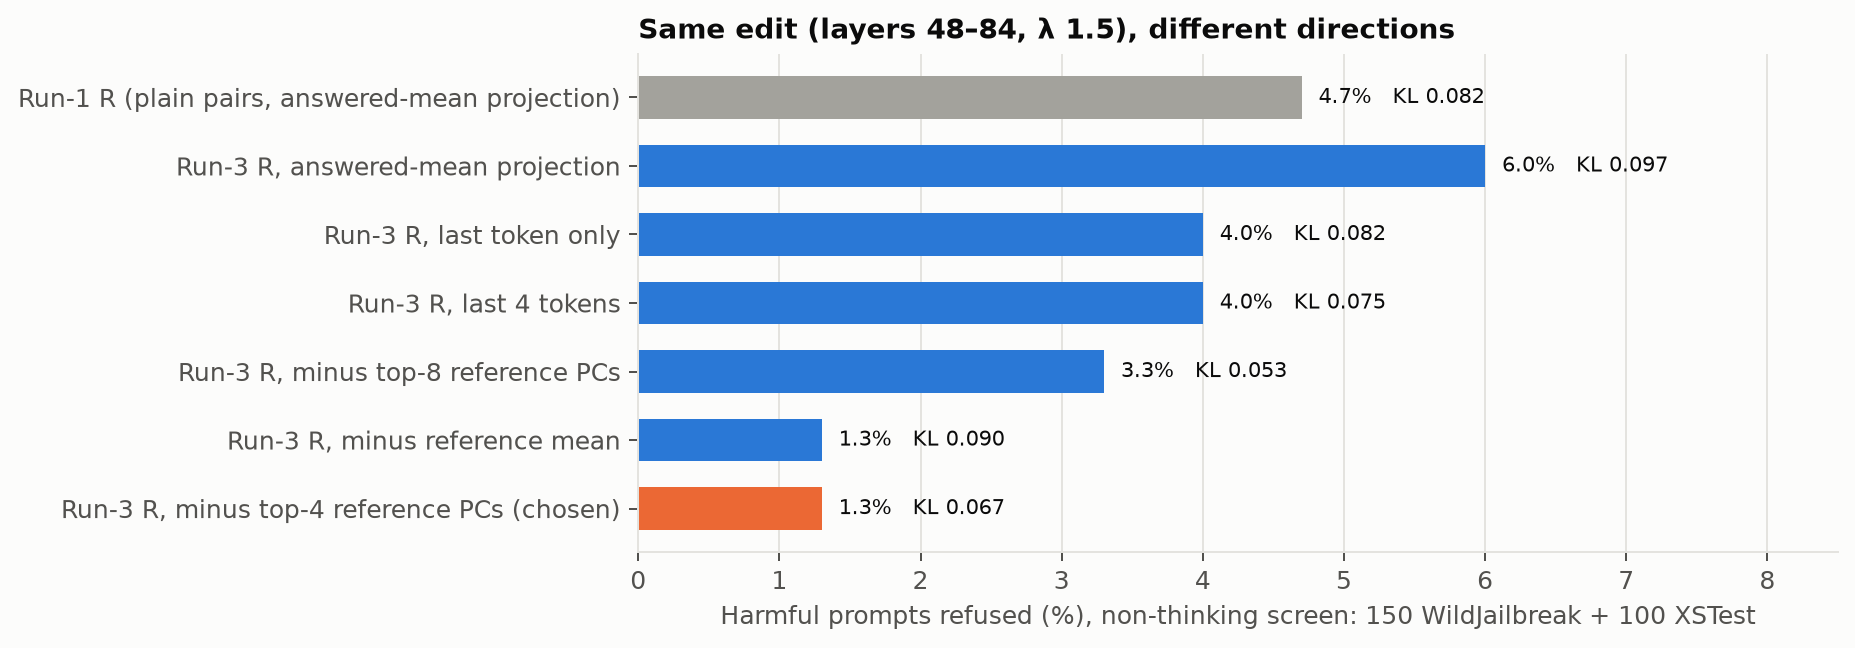 Same edit (layers 48–84, λ 1.5), different directions
Run-1 R (plain pairs, answered-mean projection)
4.7% KL 0.082
Run-3 R, answered-mean projection
6.0% KL 0.097
Run-3 R, last token only
4.0% KL 0.082
Run-3 R, last 4 tokens
4.0% KL 0.075
Run-3 R, minus top-8 reference PCs
3.3% KL 0.053
Run-3 R, minus reference mean
1.3% KL 0.090
Run-3 R, minus top-4 reference PCs (chosen)
1.3% KL 0.067
0 1 2 3 4 5 6 7 8
Harmful prompts refused (%), non-thinking screen: 150 WildJailbreak + 100 XSTest